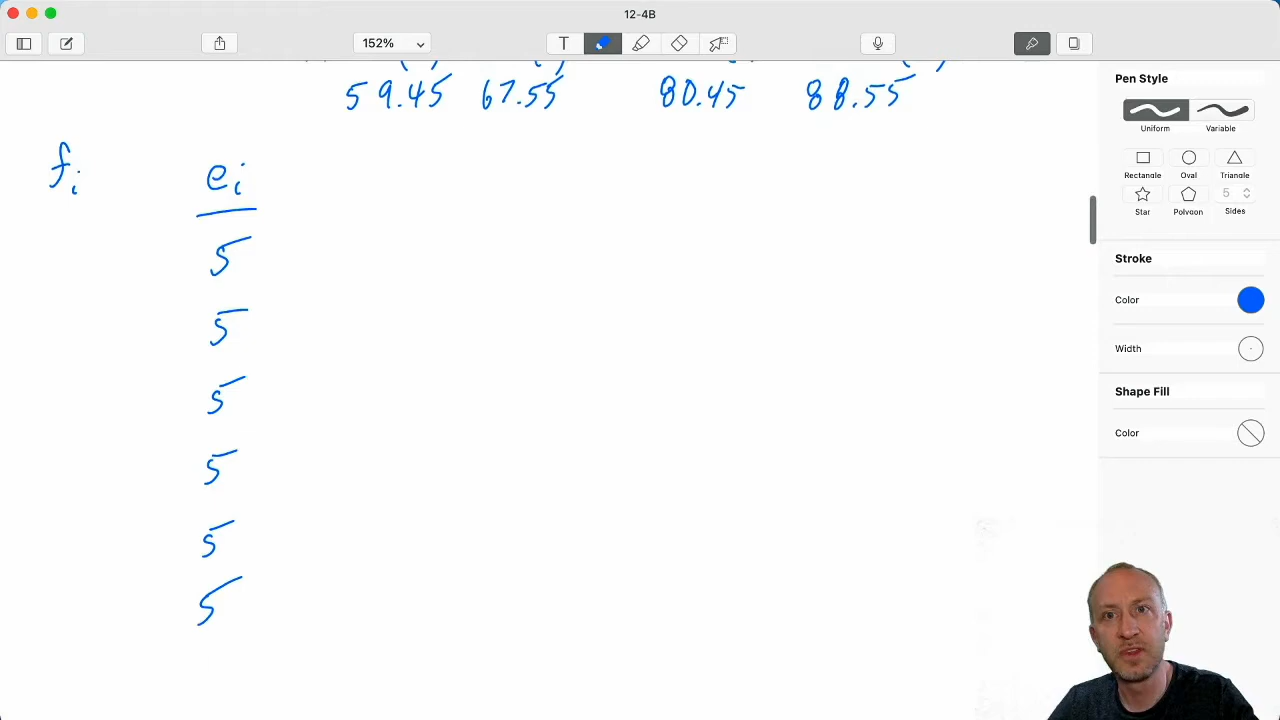 12-4B
152%
T
59.45 67.55 80.45 88.55
fi ei
5
5
5
5
5
5
Pen Style
Uniform Variable
Rectangle Oval Triangle
5
Star Polygon Sides
Stroke
Color
Width
Shape Fill
Color